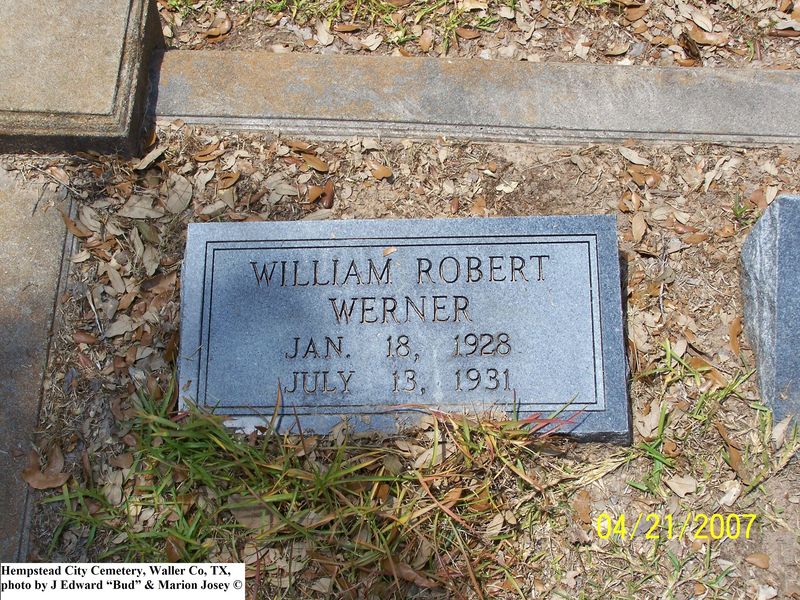 WILLIAM ROBERT
WERNER
JAN. 18, 1928
JULY 13, 1931
04/21/2007
Hempstead City Cemetery, Waller Co, TX,
photo by J Edward “Bud” & Marion Josey ©